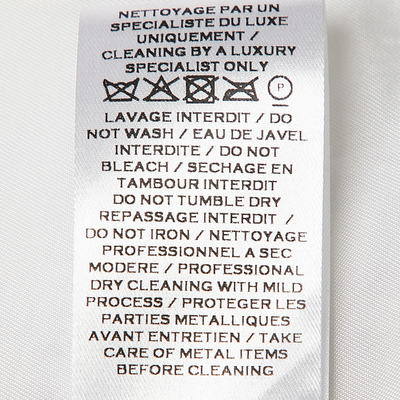 NETTOYAGE PAR UN
SPECIALISTE DU LUXE
UNIQUEMENT /
CLEANING BY A LUXURY
SPECIALIST ONLY
P
LAVAGE INTERDIT / DO
NOT WASH / EAU DE JAVEL
INTERDITE / DO NOT
BLEACH / SECHAGE EN
TAMBOUR INTERDIT
DO NOT TUMBLE DRY
REPASSAGE INTERDIT /
DO NOT IRON / NETTOYAGE
PROFESSIONNEL A SEC
MODERE / PROFESSIONAL
DRY CLEANING WITH MILD
PROCESS / PROTEGER LES
PARTIES METALLIQUES
AVANT ENTRETIEN / TAKE
CARE OF METAL ITEMS
BEFORE CLEANING